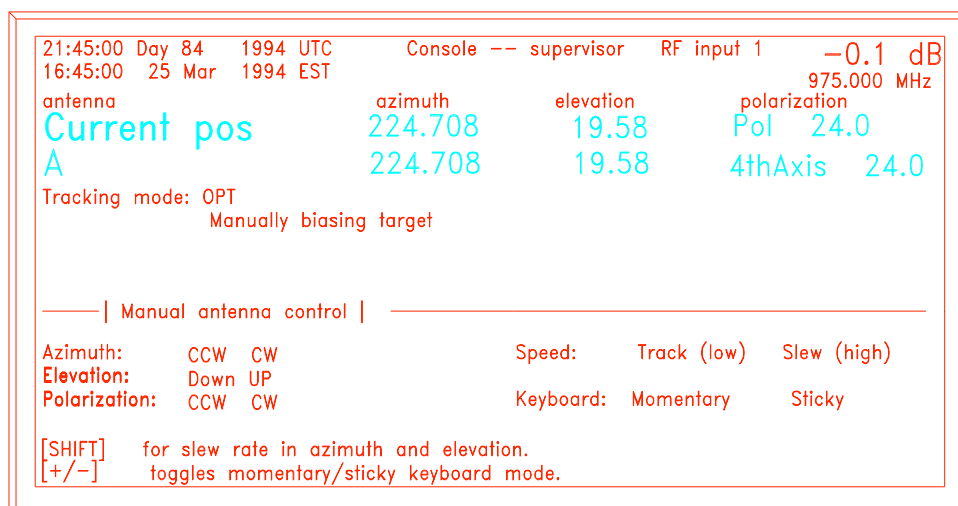 21:45:00 Day 84 1994 UTC Console -- supervisor RF input 1 -0.1 dB
16:45:00 25 Mar 1994 EST 975.000 MHz
antenna azimuth elevation polarization
Current pos 224.708 19.58 Pol 24.0
A 224.708 19.58 4thAxis 24.0
Tracking mode: OPT
Manually biasing target
Manual antenna control
Azimuth: CCW CW Speed: Track (low) Slew (high)
Elevation: Down UP
Polarization: CCW CW Keyboard: Momentary Sticky
[SHIFT] for slew rate in azimuth and elevation.
[+/-] toggles momentary/sticky keyboard mode.